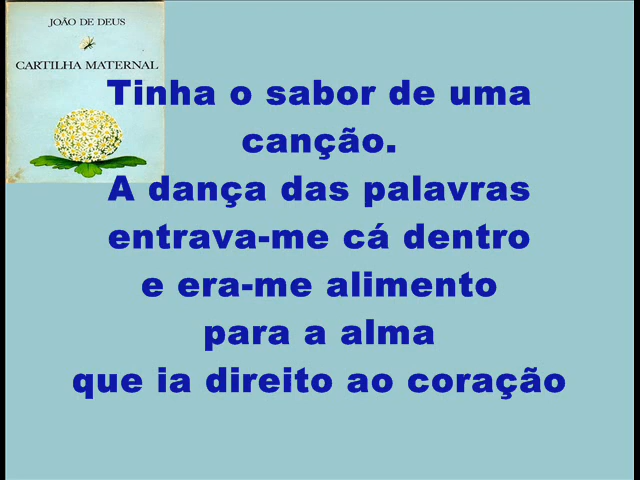 JOÃO DE DEUS
CARTILHA MATERNAL
Tinha o sabor de uma
canção.
A dança das palavras
entrava-me cá dentro
e era-me alimento
para a alma
que ia direito ao coração